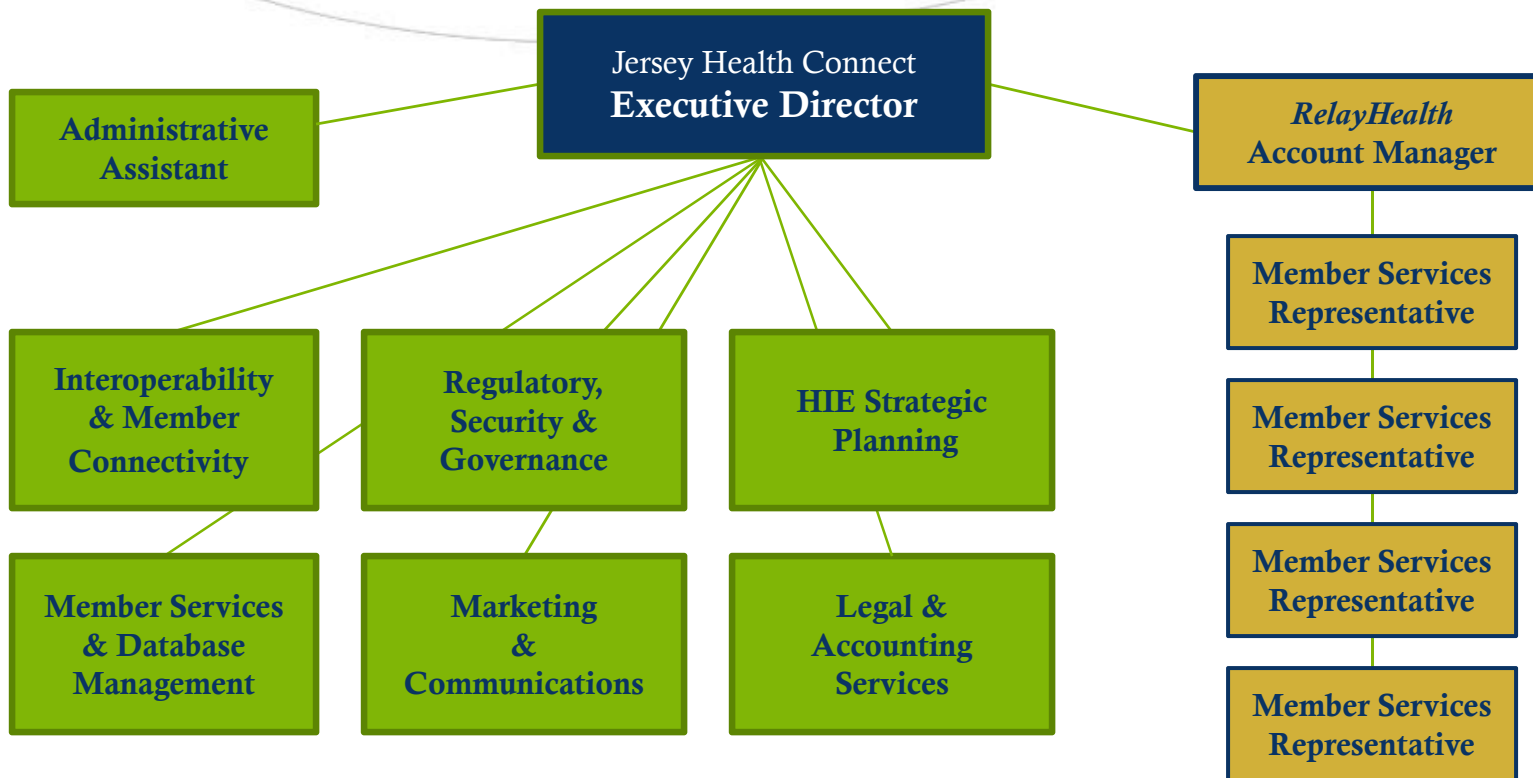 Jersey Health Connect
Executive Director
Administrative
Assistant
RelayHealth
Account Manager
Interoperability
& Member
Connectivity
Regulatory,
Security &
Governance
HIE Strategic
Planning
Member Services
& Database
Management
Marketing
&
Communications
Legal &
Accounting
Services
Member Services
Representative
Member Services
Representative
Member Services
Representative
Member Services
Representative